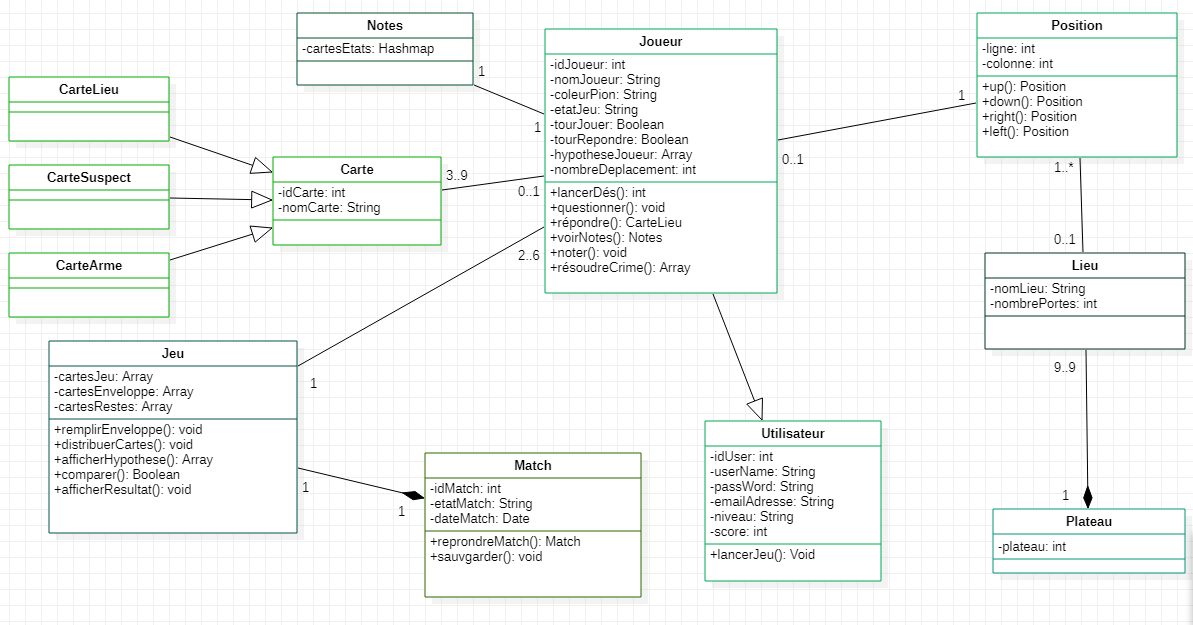 Notes
-cartesEtats: Hashmap
1
Joueur
-idJoueur: int
-nomJoueur: String
-coleurPion: String
-etatJeu: String
-tourJouer: Boolean
-tourRepondre: Boolean
-hypotheseJoueur: Array
-nombreDeplacement: int
+lancerDés(): int
+questionner(): void
+répondre(): CarteLieu
+voirNotes(): Notes
+noter(): void
+résoudreCrime(): Array
1
0..1
2..6
0..1
Position
-ligne: int
-colonne: int
+up(): Position
+down(): Position
+right(): Position
+left(): Position
1
1..*
0..1
CarteLieu
CarteSuspect
CarteArme
Carte
-idCarte: int
-nomCarte: String
3..9
Lieu
-nomLieu: String
-nombrePortes: int
9..9
1
Plateau
-plateau: int
Jeu
-cartesJeu: Array
-cartesEnveloppe: Array
-cartesRestes: Array
+remplirEnveloppe(): void
+distribuerCartes(): void
+afficherHypothese(): Array
+comparer(): Boolean
+afficherResultat(): void
1
1
1
Match
-idMatch: int
-etatMatch: String
-dateMatch: Date
+reprondreMatch(): Match
+sauvgarder(): void
Utilisateur
-idUser: int
-userName: String
-passWord: String
-emailAdresse: String
-niveau: String
-score: int
+lancerJeu(): Void